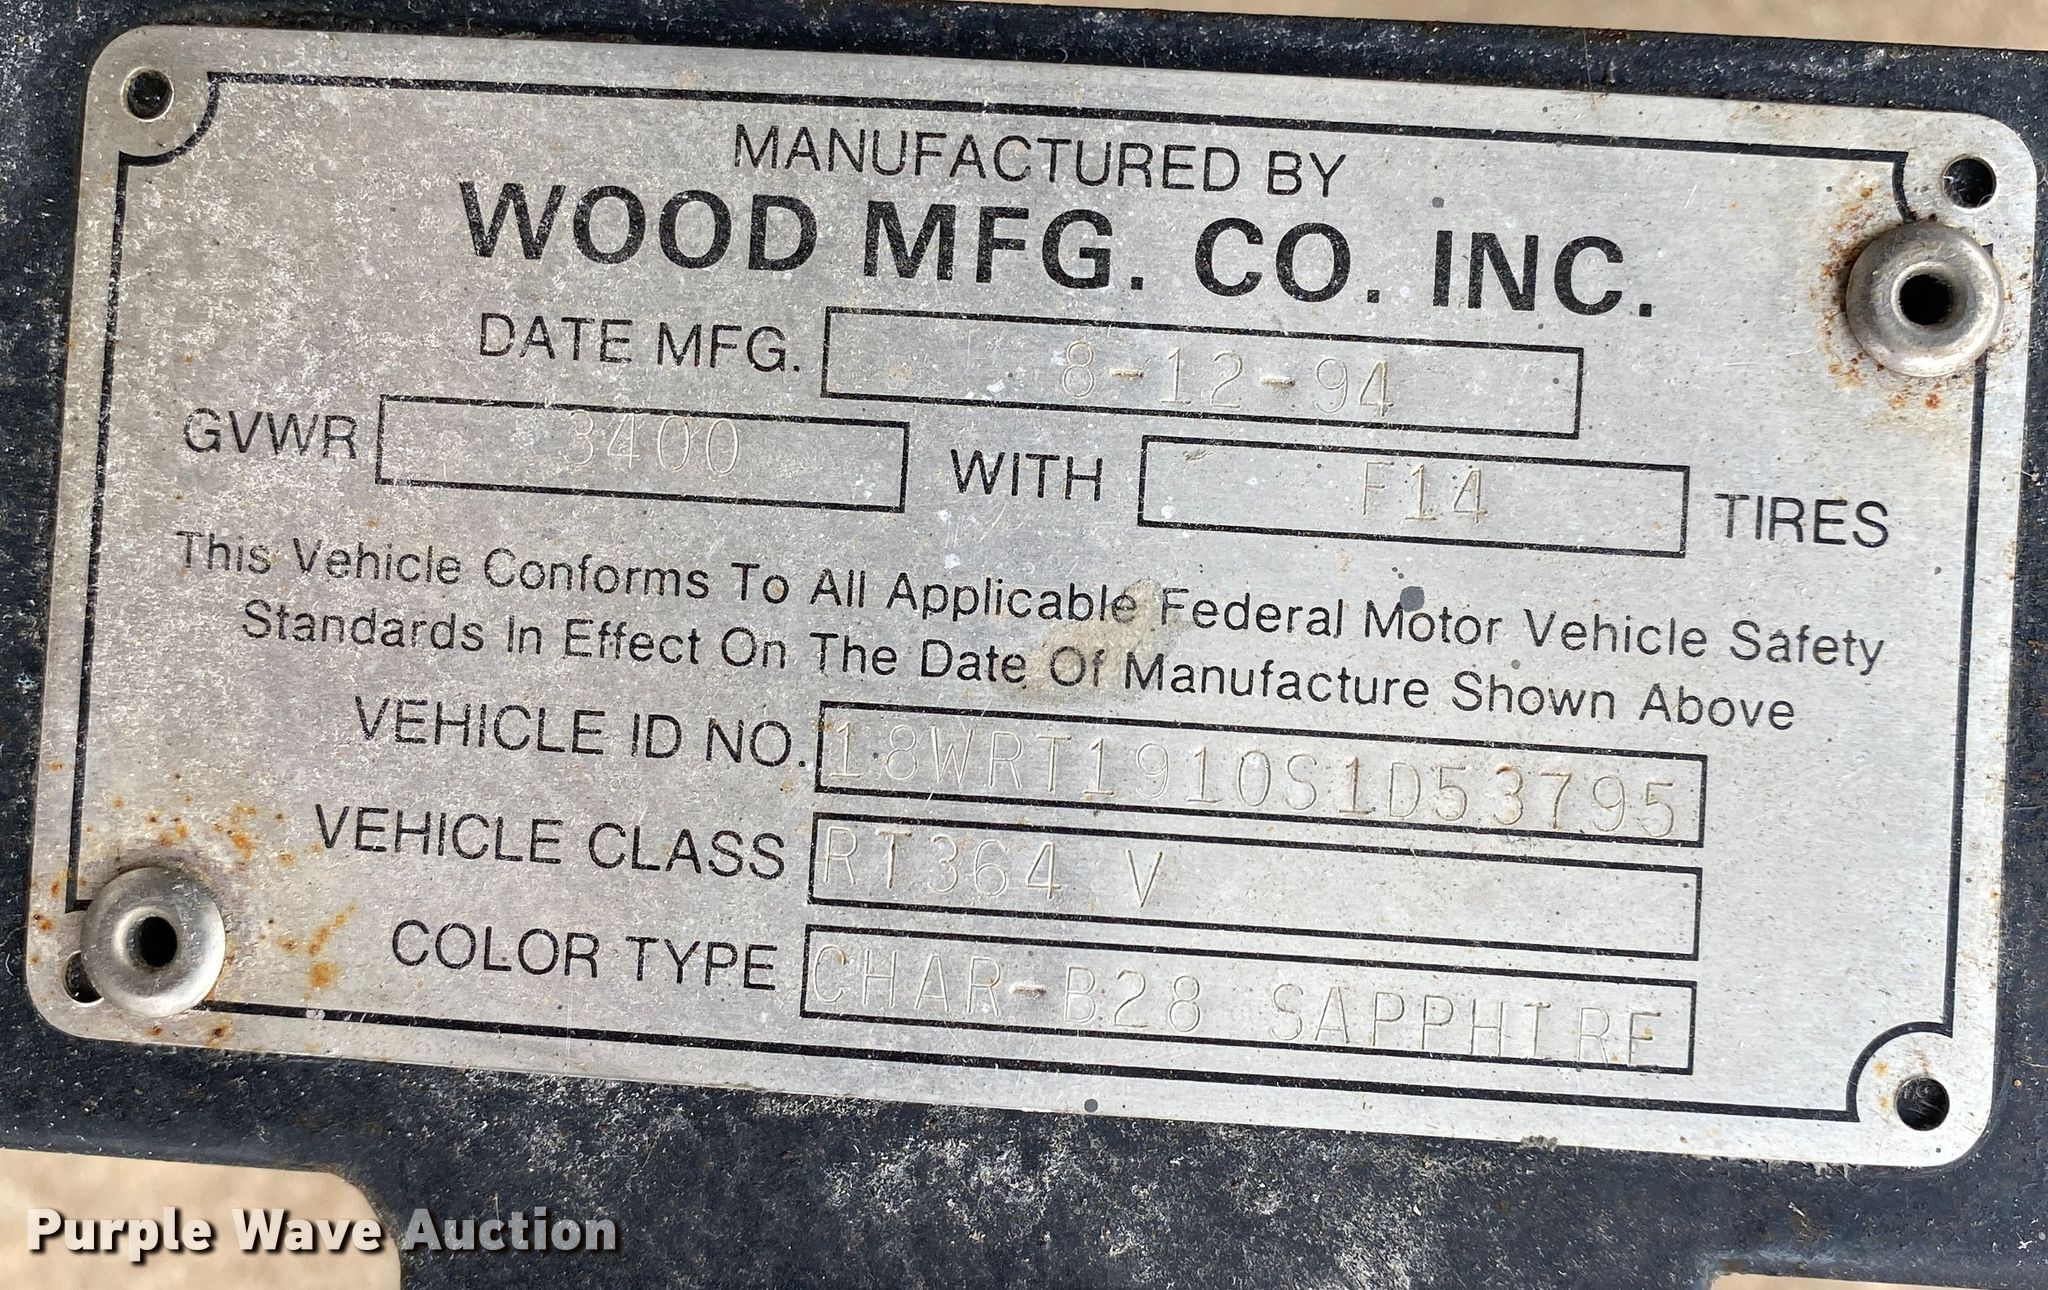 MANUFACTURED BY
WOOD MFG. CO. INC.
DATE MFG. 8-12-94
GVWR 3400 WITH F14 TIRES
This Vehicle Conforms To All Applicable Federal Motor Vehicle Safety
Standards In Effect On The Date Of Manufacture Shown Above
VEHICLE ID NO. 18WRT1910S1D53795
VEHICLE CLASS RT364 V
COLOR TYPE CHAR-B28 SAPPHIRE
Purple Wave Auction